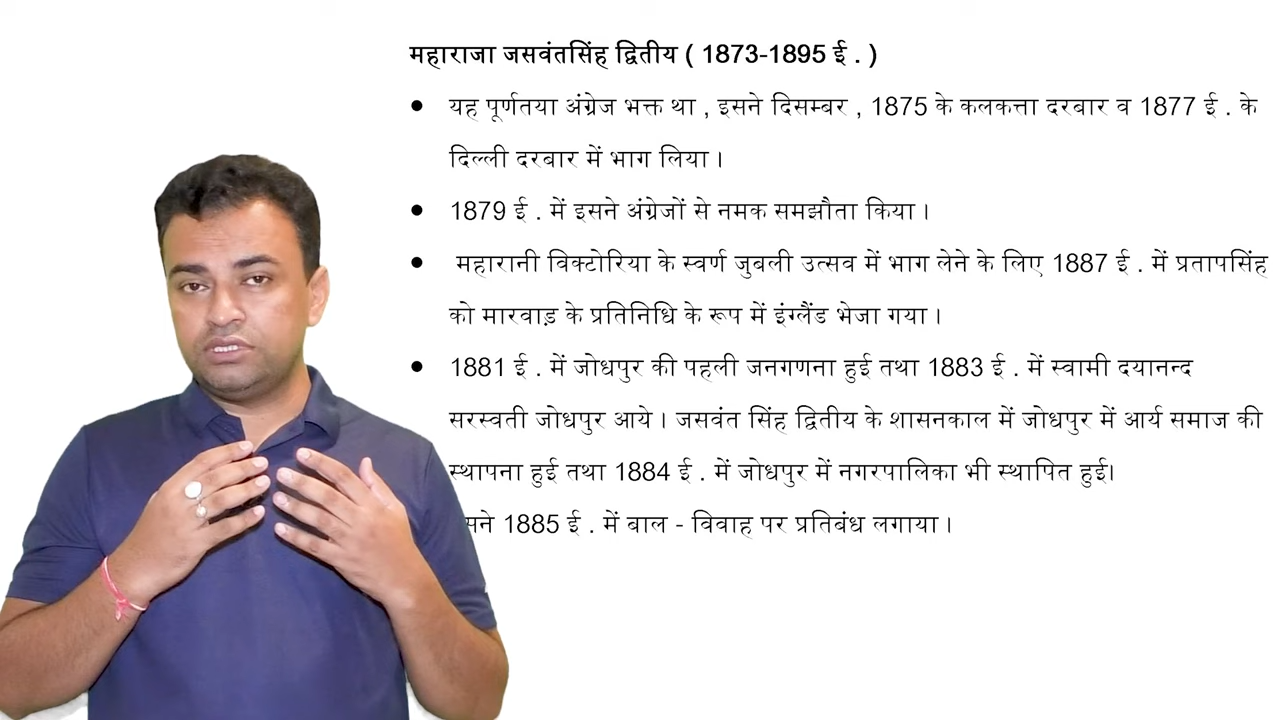 महाराजा जसवंतसिंह द्वितीय ( 1873-1895 ई . )
• यह पूर्णतया अंग्रेज भक्त था , इसने दिसम्बर , 1875 के कलकत्ता दरबार व 1877 ई . के
दिल्ली दरबार में भाग लिया ।
• 1879 ई . में इसने अंग्रेजों से नमक समझौता किया ।
• महारानी विक्टोरिया के स्वर्ण जुबली उत्सव में भाग लेने के लिए 1887 ई . में प्रतापसिंह
को मारवाड़ के प्रतिनिधि के रूप में इंग्लैंड भेजा गया ।
• 1881 ई . में जोधपुर की पहली जनगणना हुई तथा 1883 ई . में स्वामी दयानन्द
सरस्वती जोधपुर आये । जसवंत सिंह द्वितीय के शासनकाल में जोधपुर में आर्य समाज की
स्थापना हुई तथा 1884 ई . में जोधपुर में नगरपालिका भी स्थापित हुई।
1885 ई . में बाल - विवाह पर प्रतिबंध लगाया ।